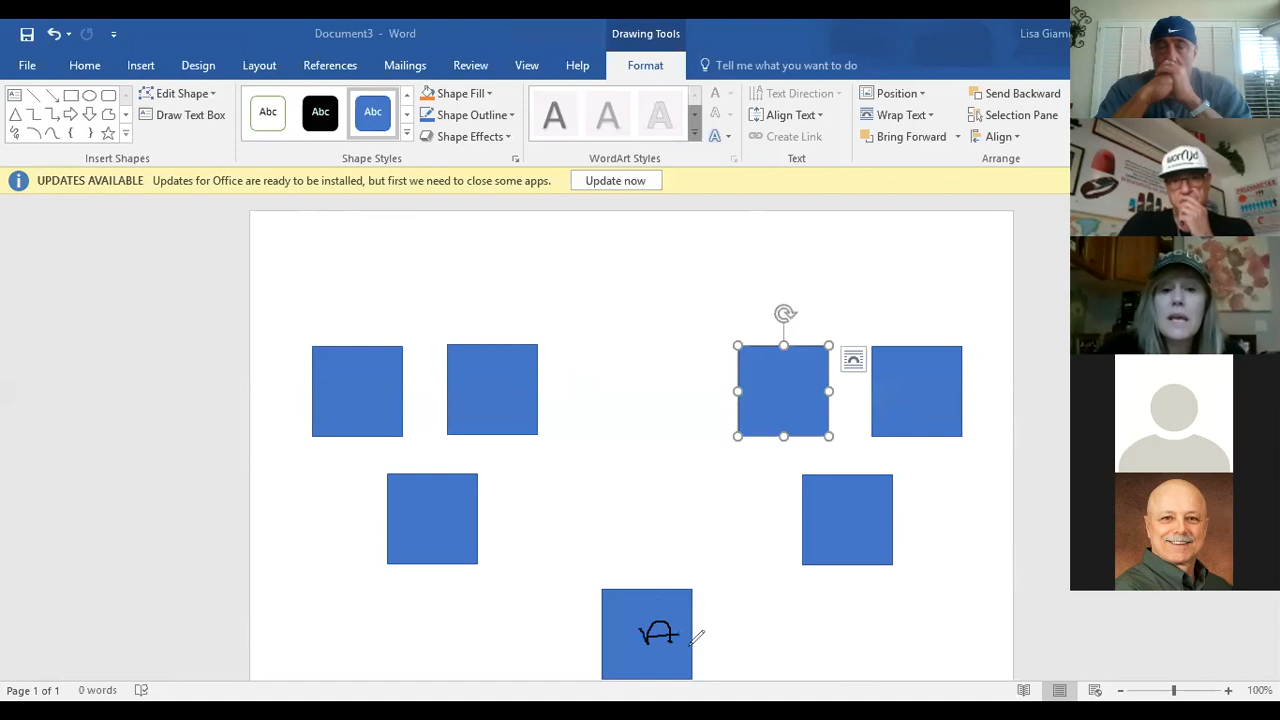 Document3 - Word
Drawing Tools
Lisa Giam
File
Home
Insert
Design
Layout
References
Mailings
Review
View
Help
Format
Tell me what you want to do
Edit Shape
Draw Text Box
Insert Shapes
Abc
Abc
Abc
Shape Fill
Shape Outline
Shape Effects
Shape Styles
A
A
A
WordArt Styles
Text Direction
Align Text
Create Link
Text
Position
Wrap Text
Bring Forward
Send Backward
Selection Pane
Align
Arrange
UPDATES AVAILABLE Updates for Office are ready to be installed, but first we need to close some apps.
Update now
A
Page 1 of 1
0 words
100%